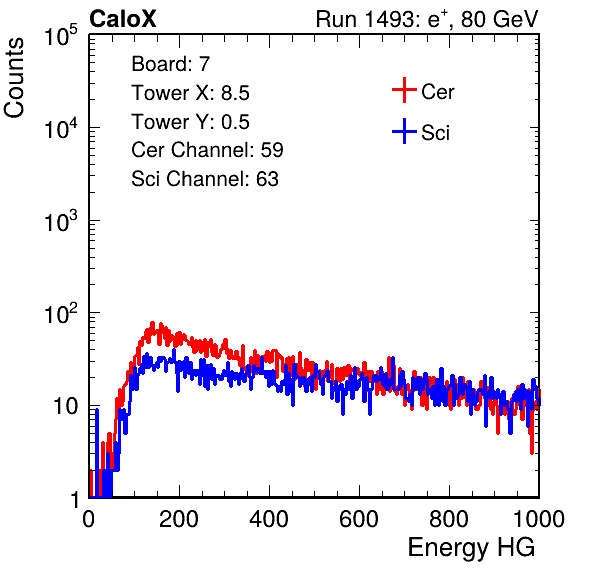 CaloX Run 1493: e⁺, 80 GeV
Counts
Board: 7
Tower X: 8.5
Tower Y: 0.5
Cer Channel: 59
Sci Channel: 63
Cer
Sci
10⁵
10⁴
10³
10²
10
1
0 200 400 600 800 1000
Energy HG